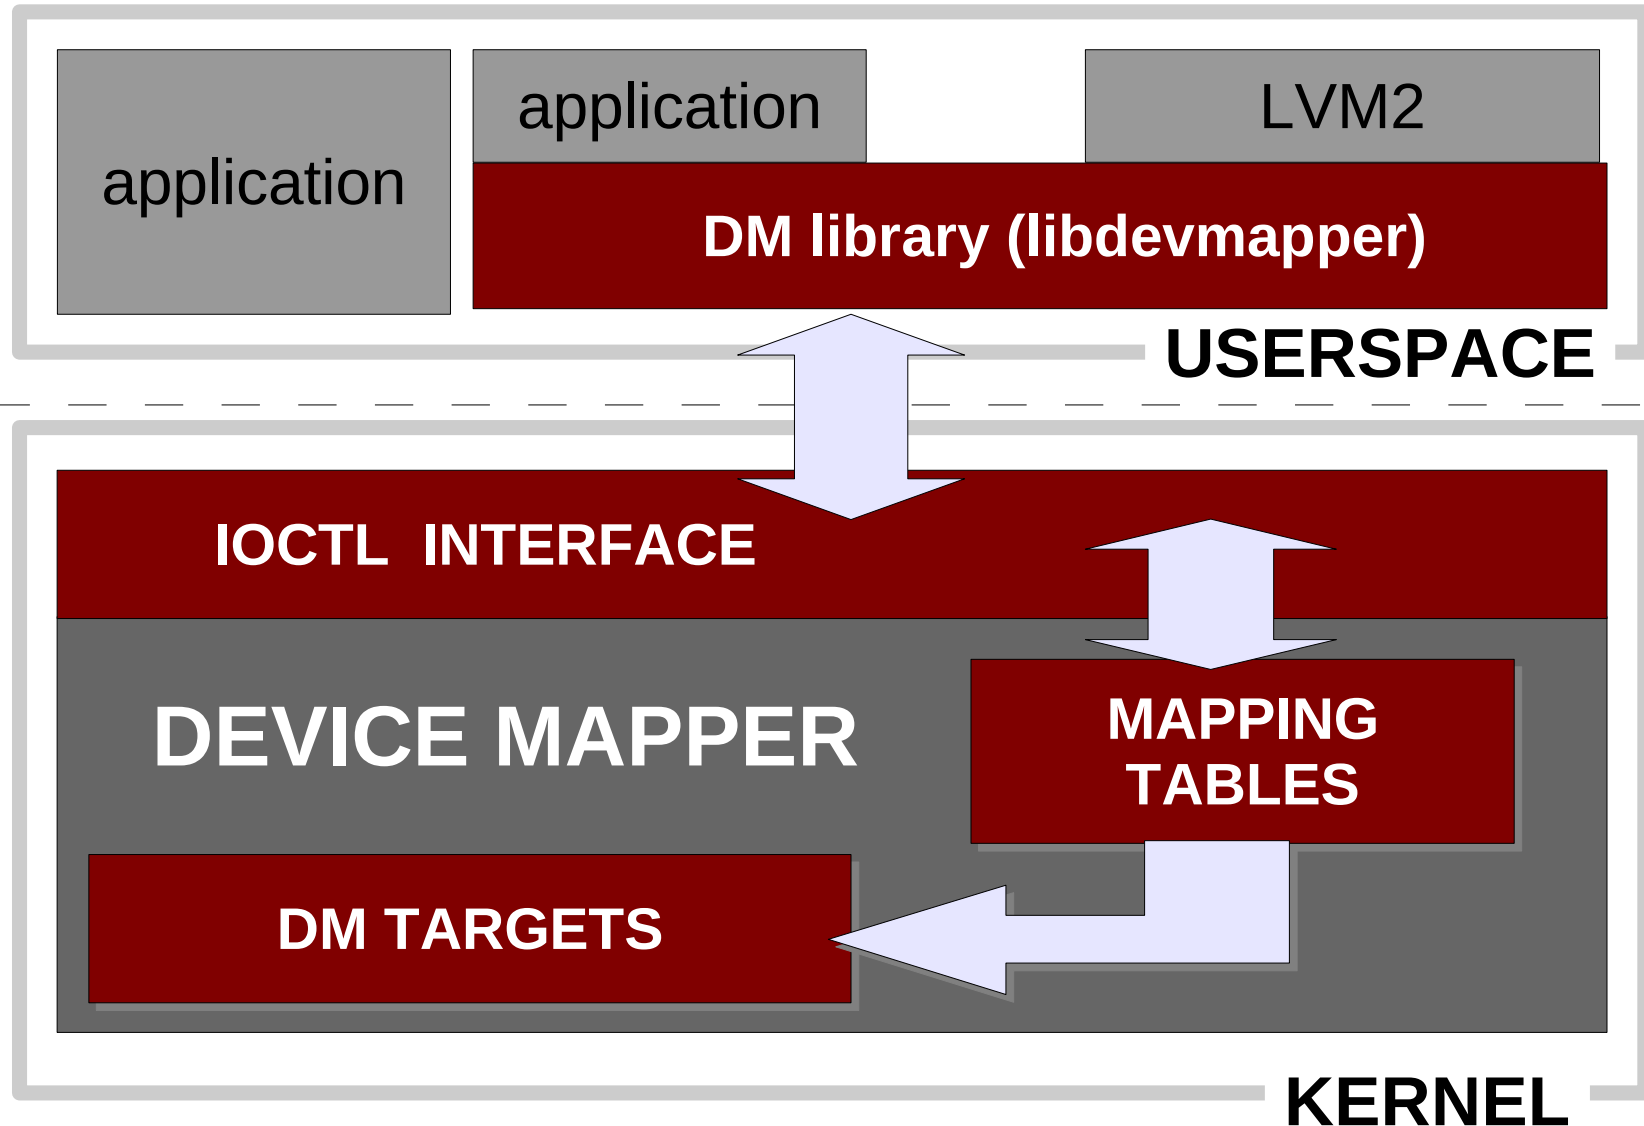 application
application
LVM2
DM library (libdevmapper)
USERSPACE
IOCTL INTERFACE
DEVICE MAPPER
MAPPING
TABLES
DM TARGETS
KERNEL